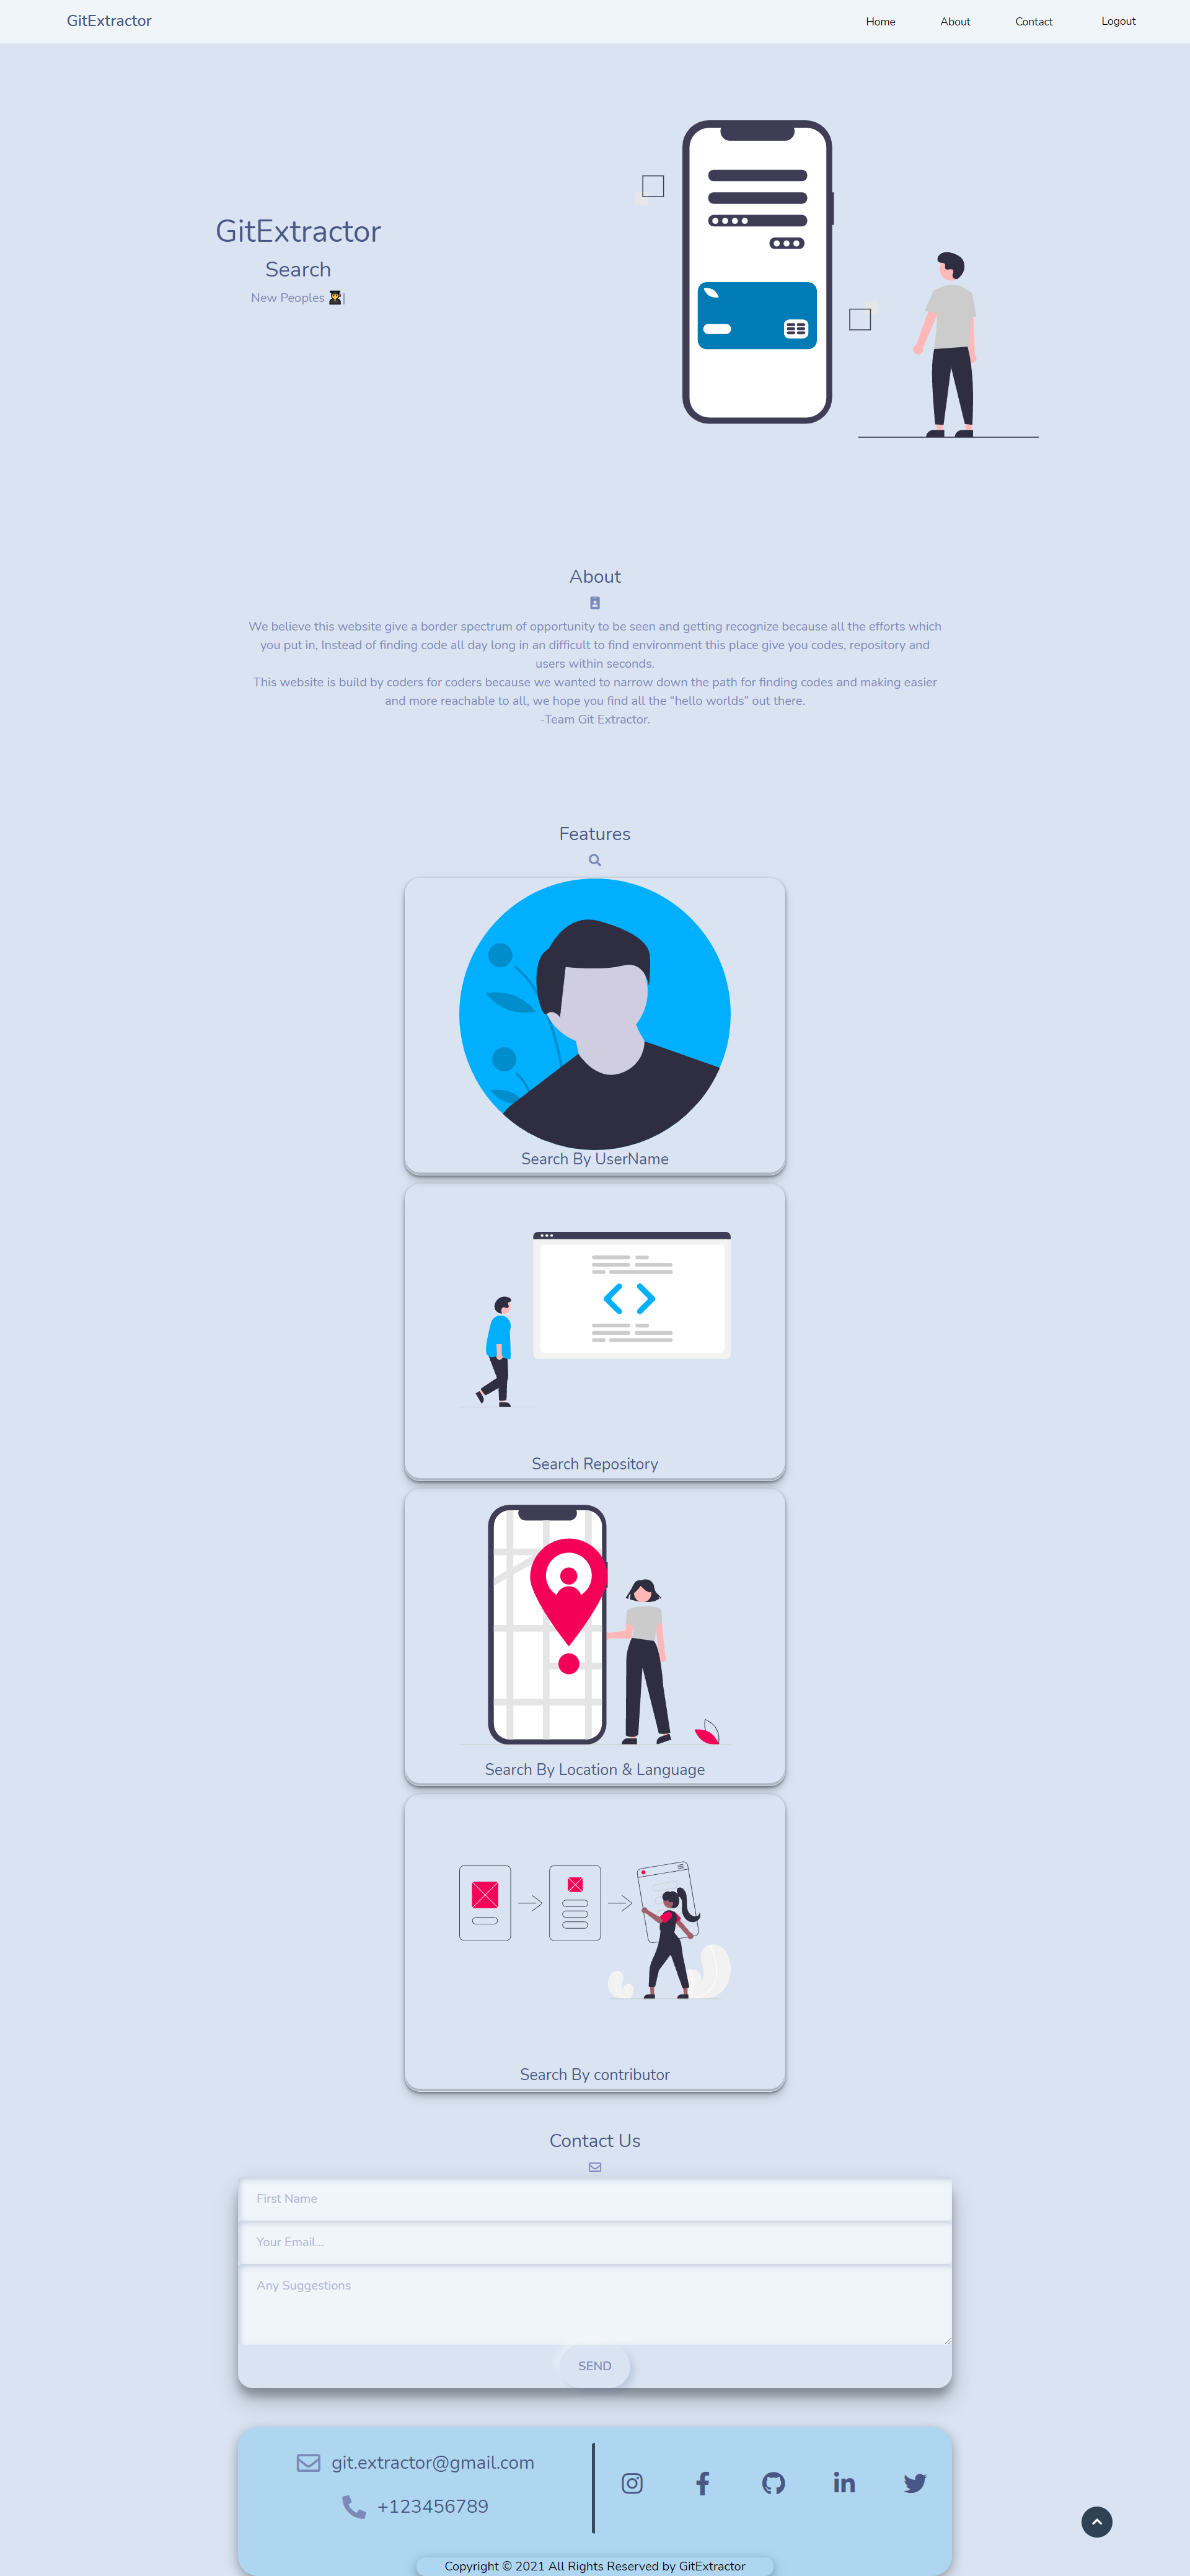 GitExtractor
Home About Contact Logout
GitExtractor
Search
New Peoples 👩‍🎓|
About
We believe this website give a border spectrum of opportunity to be seen and getting recognize because all the efforts which
you put in, Instead of finding code all day long in an difficult to find environment this place give you codes, repository and
users within seconds.
This website is build by coders for coders because we wanted to narrow down the path for finding codes and making easier
and more reachable to all, we hope you find all the “hello worlds” out there.
-Team Git Extractor.
Features
Search By UserName
Search Repository
Search By Location & Language
Search By contributor
Contact Us
First Name
Your Email...
Any Suggestions
SEND
git.extractor@gmail.com
+123456789
Copyright © 2021 All Rights Reserved by GitExtractor